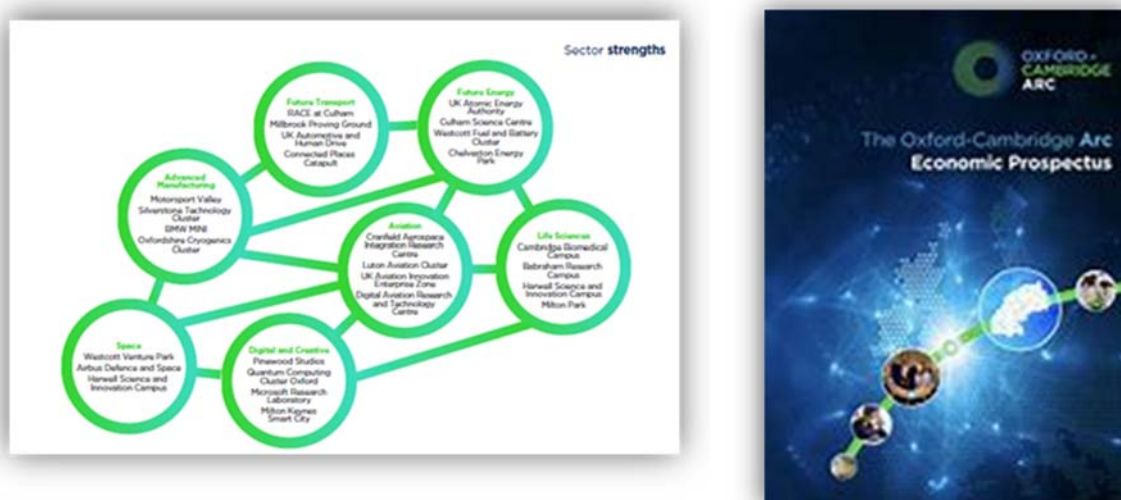 Sector strengths
Future Transport
RACE at Culham
Millbrook Proving Ground
UK Automotive and
Human Drive
Connected Places
Catapult
Future Energy
UK Atomic Energy
Authority
Culham Science Centre
Westcott Fuel and Battery
Cluster
Chelveston Energy
Park
Advanced
Manufacturing
Motorsport Valley
Silverstone Technology
Cluster
BMW MINI
Oxfordshire Cryogenics
Cluster
Aviation
Cranfield Aerospace
Integration Research
Centre
Luton Aviation Cluster
UK Aviation Innovation
Enterprise Zone
Digital Aviation Research
and Technology
Centre
Life Sciences
Cambridge Biomedical
Campus
Babraham Research
Campus
Harwell Science and
Innovation Campus
Milton Park
Space
Westcott Venture Park
Airbus Defence and Space
Harwell Science and
Innovation Campus
Digital and Creative
Pinewood Studios
Quantum Computing
Cluster Oxford
Microsoft Research
Laboratory
Milton Keynes
Smart City
OXFORD-
CAMBRIDGE
ARC
The Oxford-Cambridge Arc
Economic Prospectus